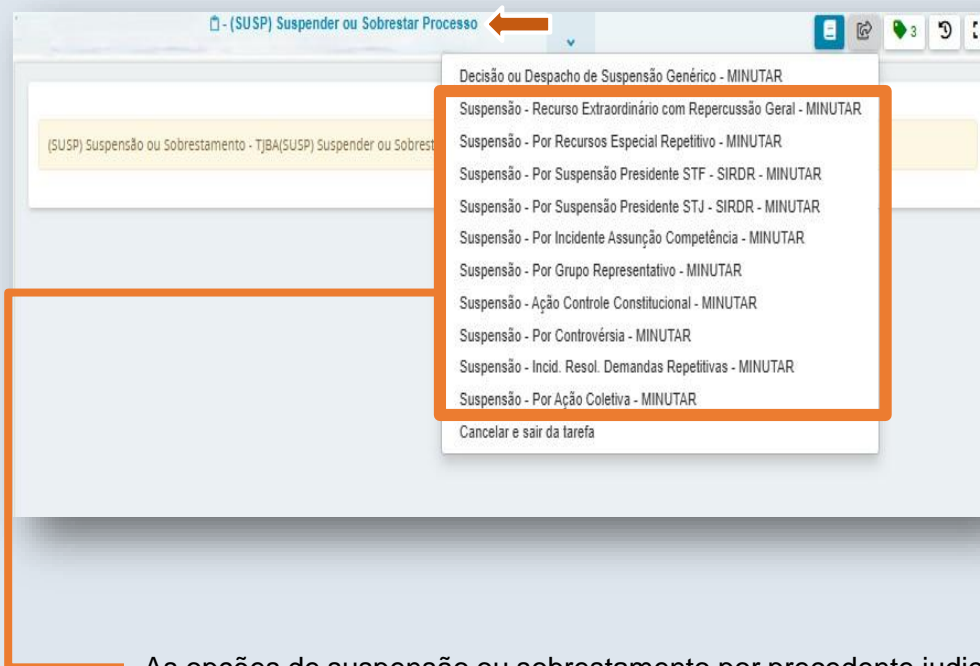 - (SUSP) Suspender ou Sobrestar Processo
3
Decisão ou Despacho de Suspensão Genérico - MINUTAR
Suspensão - Recurso Extraordinário com Repercussão Geral - MINUTAR
(SUSP) Suspensão ou Sobrestamento - TJBA(SUSP) Suspender ou Sobrest
Suspensão - Por Recursos Especial Repetitivo - MINUTAR
Suspensão - Por Suspensão Presidente STF - SIRDR - MINUTAR
Suspensão - Por Suspensão Presidente STJ - SIRDR - MINUTAR
Suspensão - Por Incidente Assunção Competência - MINUTAR
Suspensão - Por Grupo Representativo - MINUTAR
Suspensão - Ação Controle Constitucional - MINUTAR
Suspensão - Por Controvérsia - MINUTAR
Suspensão - Incid. Resol. Demandas Repetitivas - MINUTAR
Suspensão - Por Ação Coletiva - MINUTAR
Cancelar e sair da tarefa
As opções de suspensão ou sobrestamento por precedente judic